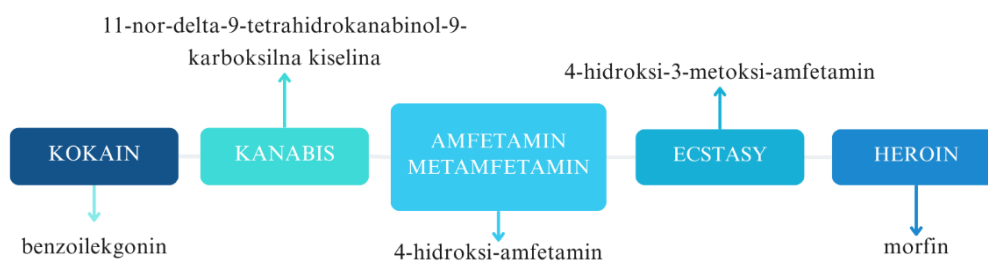 11-nor-delta-9-tetrahidrokanabinol-9-
karboksilna kiselina
4-hidroksi-3-metoksi-amfetamin
KOKAIN
KANABIS
AMFETAMIN
METAMFETAMIN
ECSTASY
HEROIN
benzoilekgonin
4-hidroksi-amfetamin
morfin